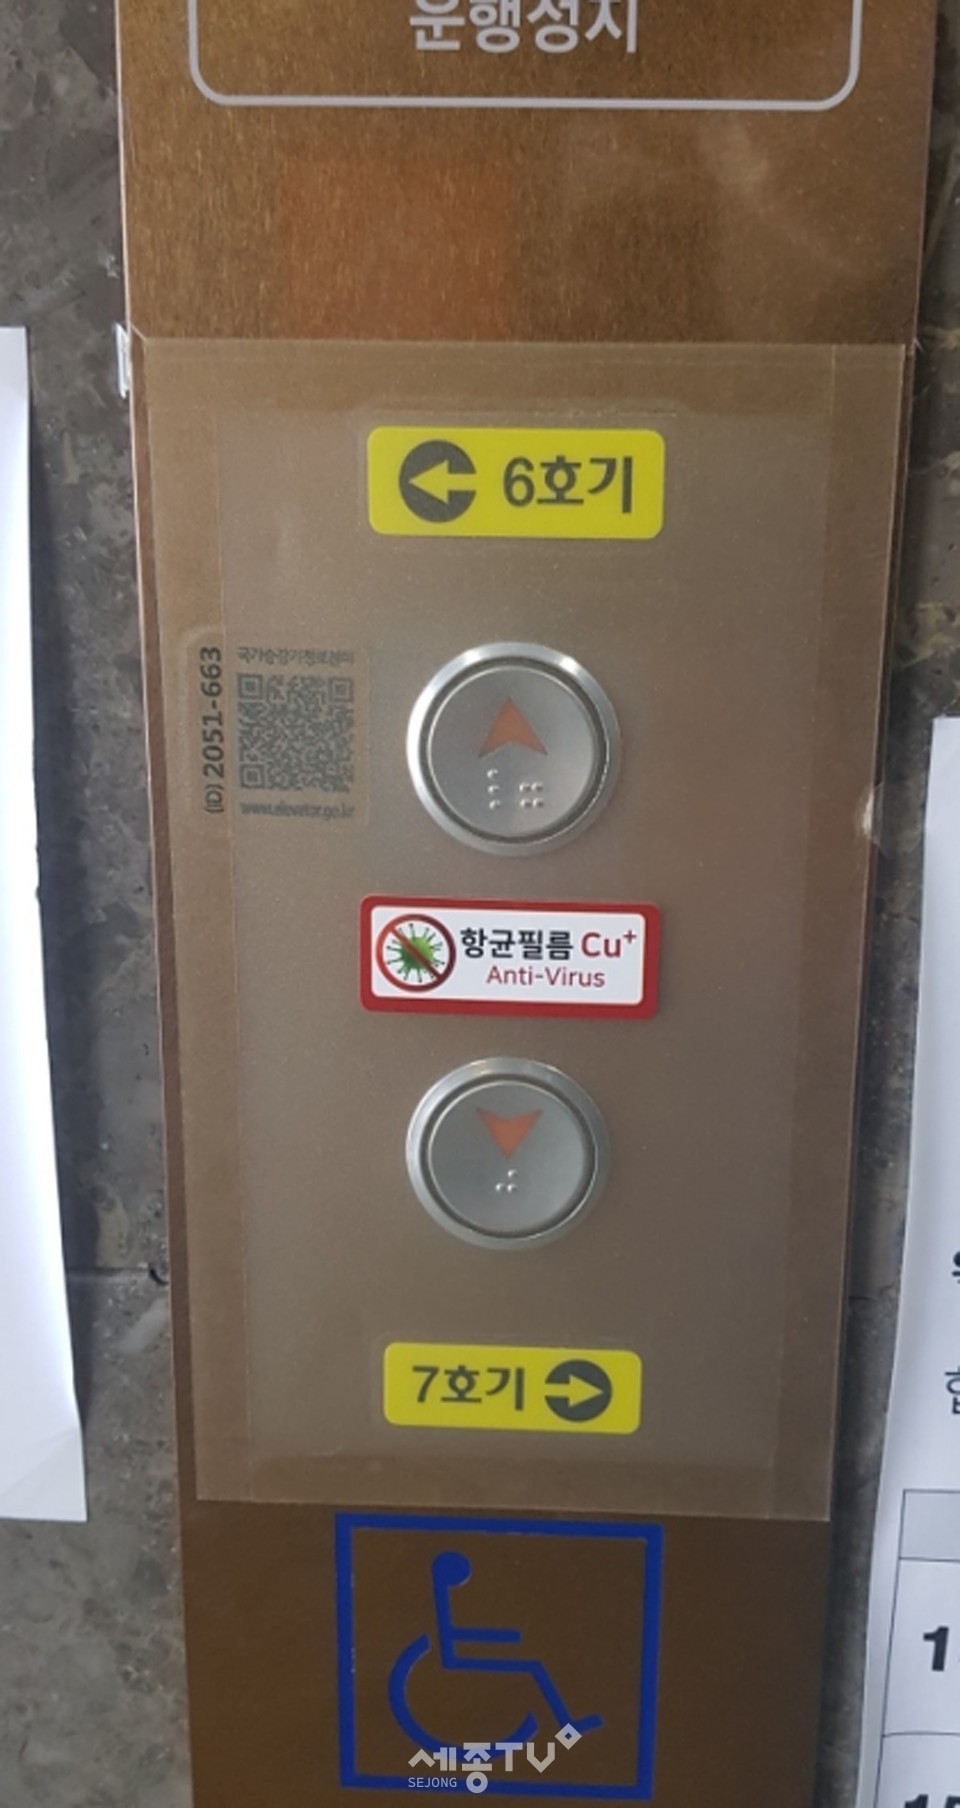 운행정지
6호기
(ID) 2051-663
국가승강기정보센터
www.elevator.go.kr
항균필름 Cu+
Anti-Virus
7호기
세종TV
SEJONG